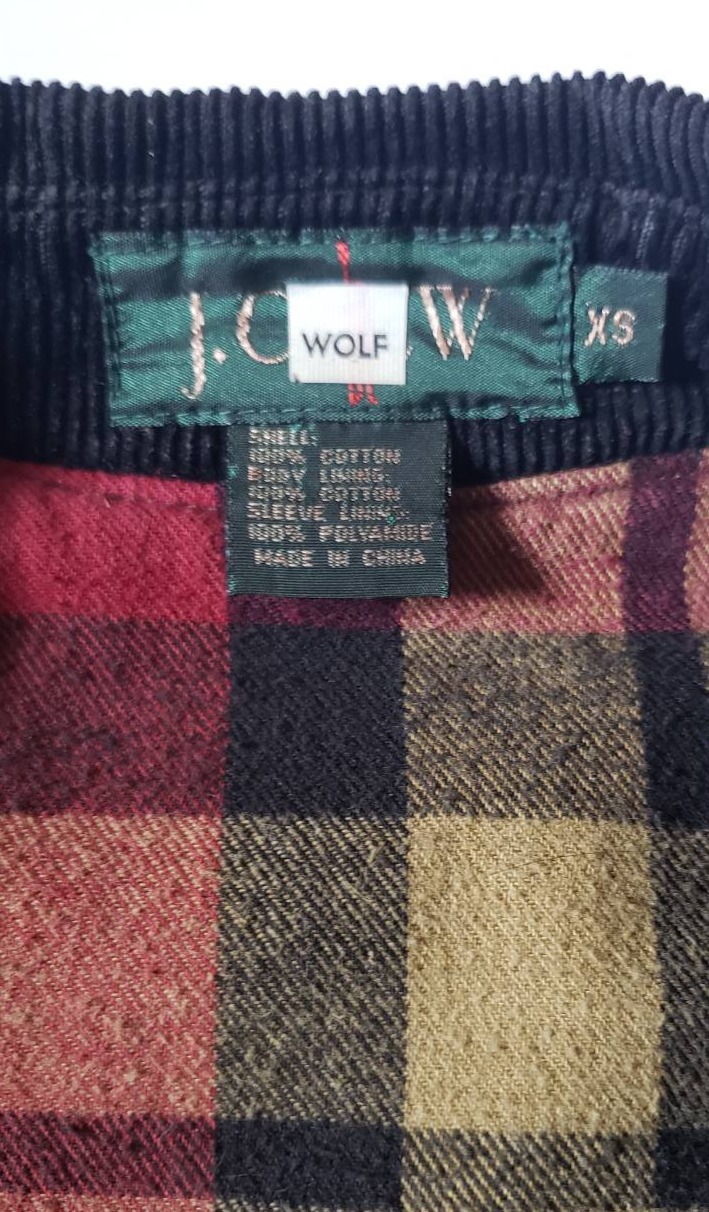 J.C W
WOLF
XS
SHELL:
100% COTTON
BODY LINING:
100% COTTON
SLEEVE LINING:
100% POLYAMIDE
MADE IN CHINA